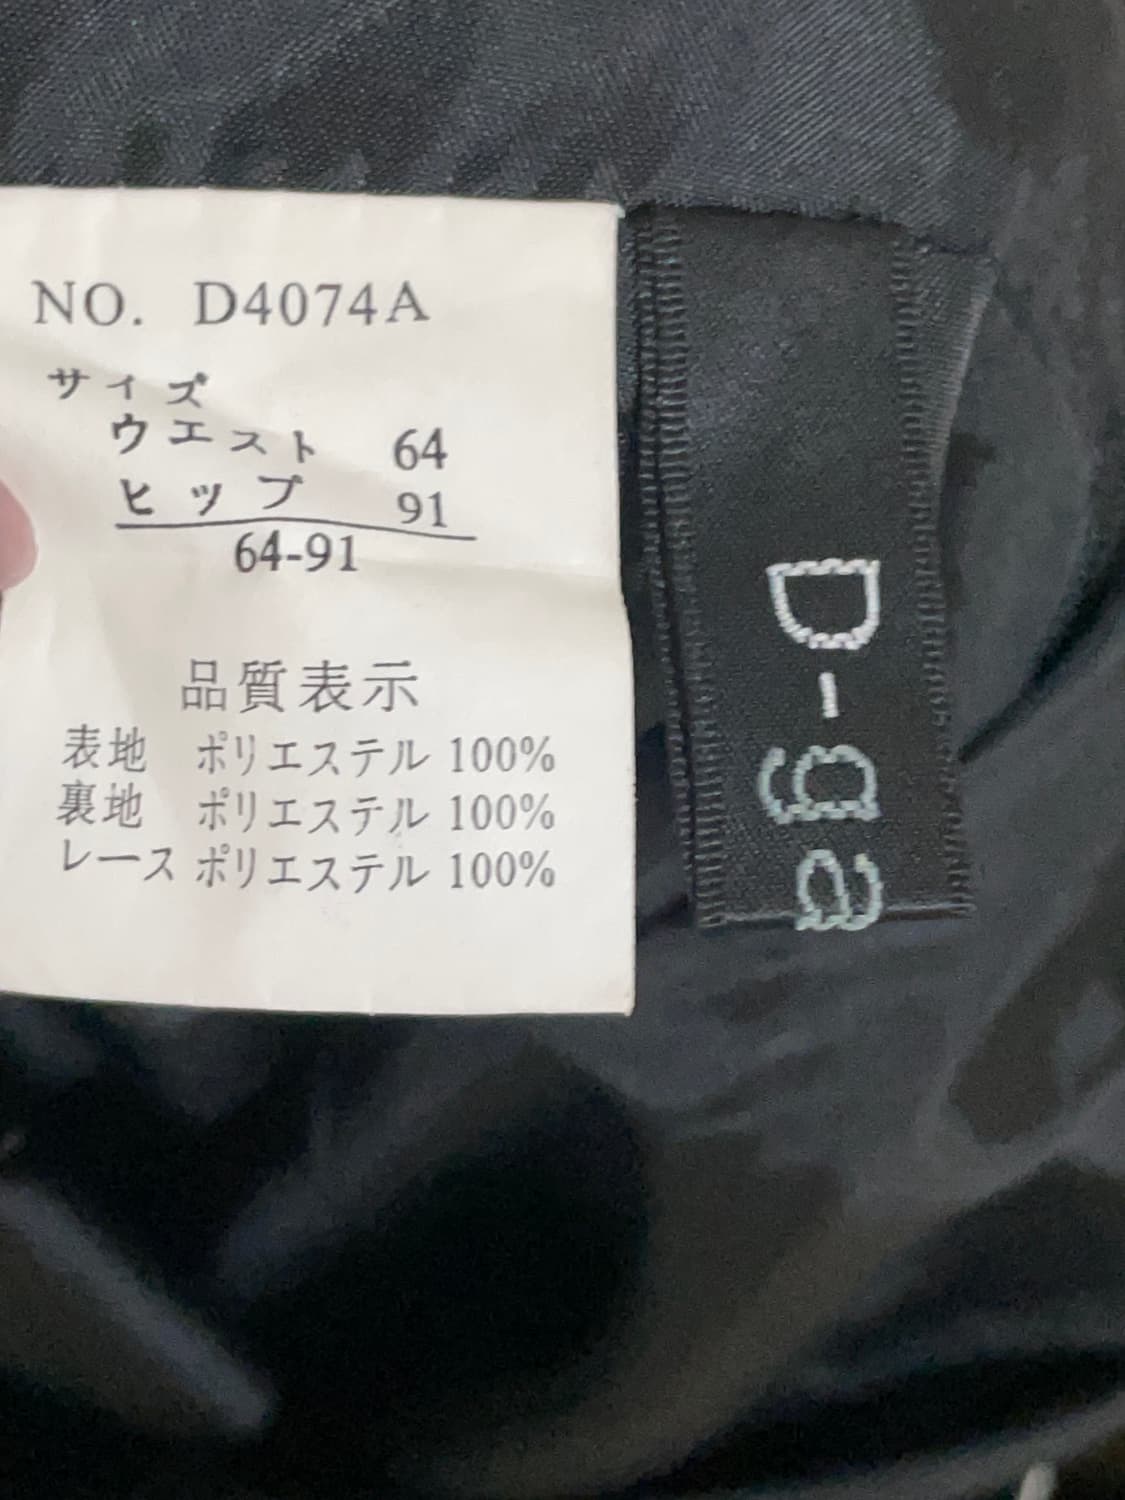 NO. D4074A
サイズ
ウエスト 64
ヒップ 91
64-91
品質表示
表地 ポリエステル 100%
裏地 ポリエステル 100%
レース ポリエステル 100%
D-ga